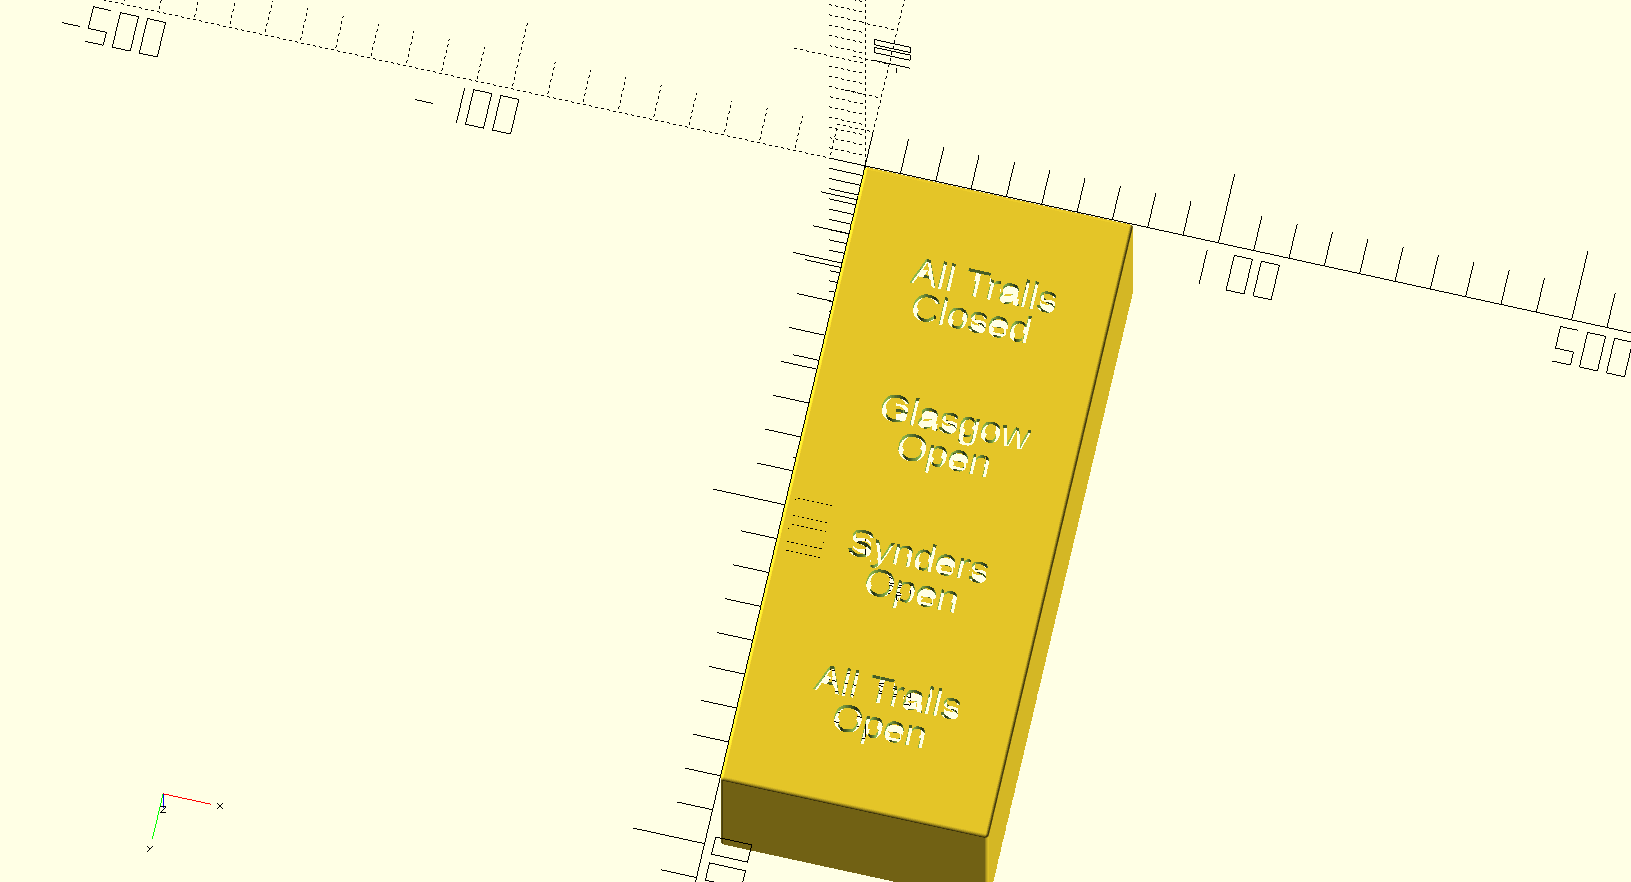 -500
-100
100
500
All Trails
Closed
Glasgow
Open
Synders
Open
All Trails
Open
x
z
y